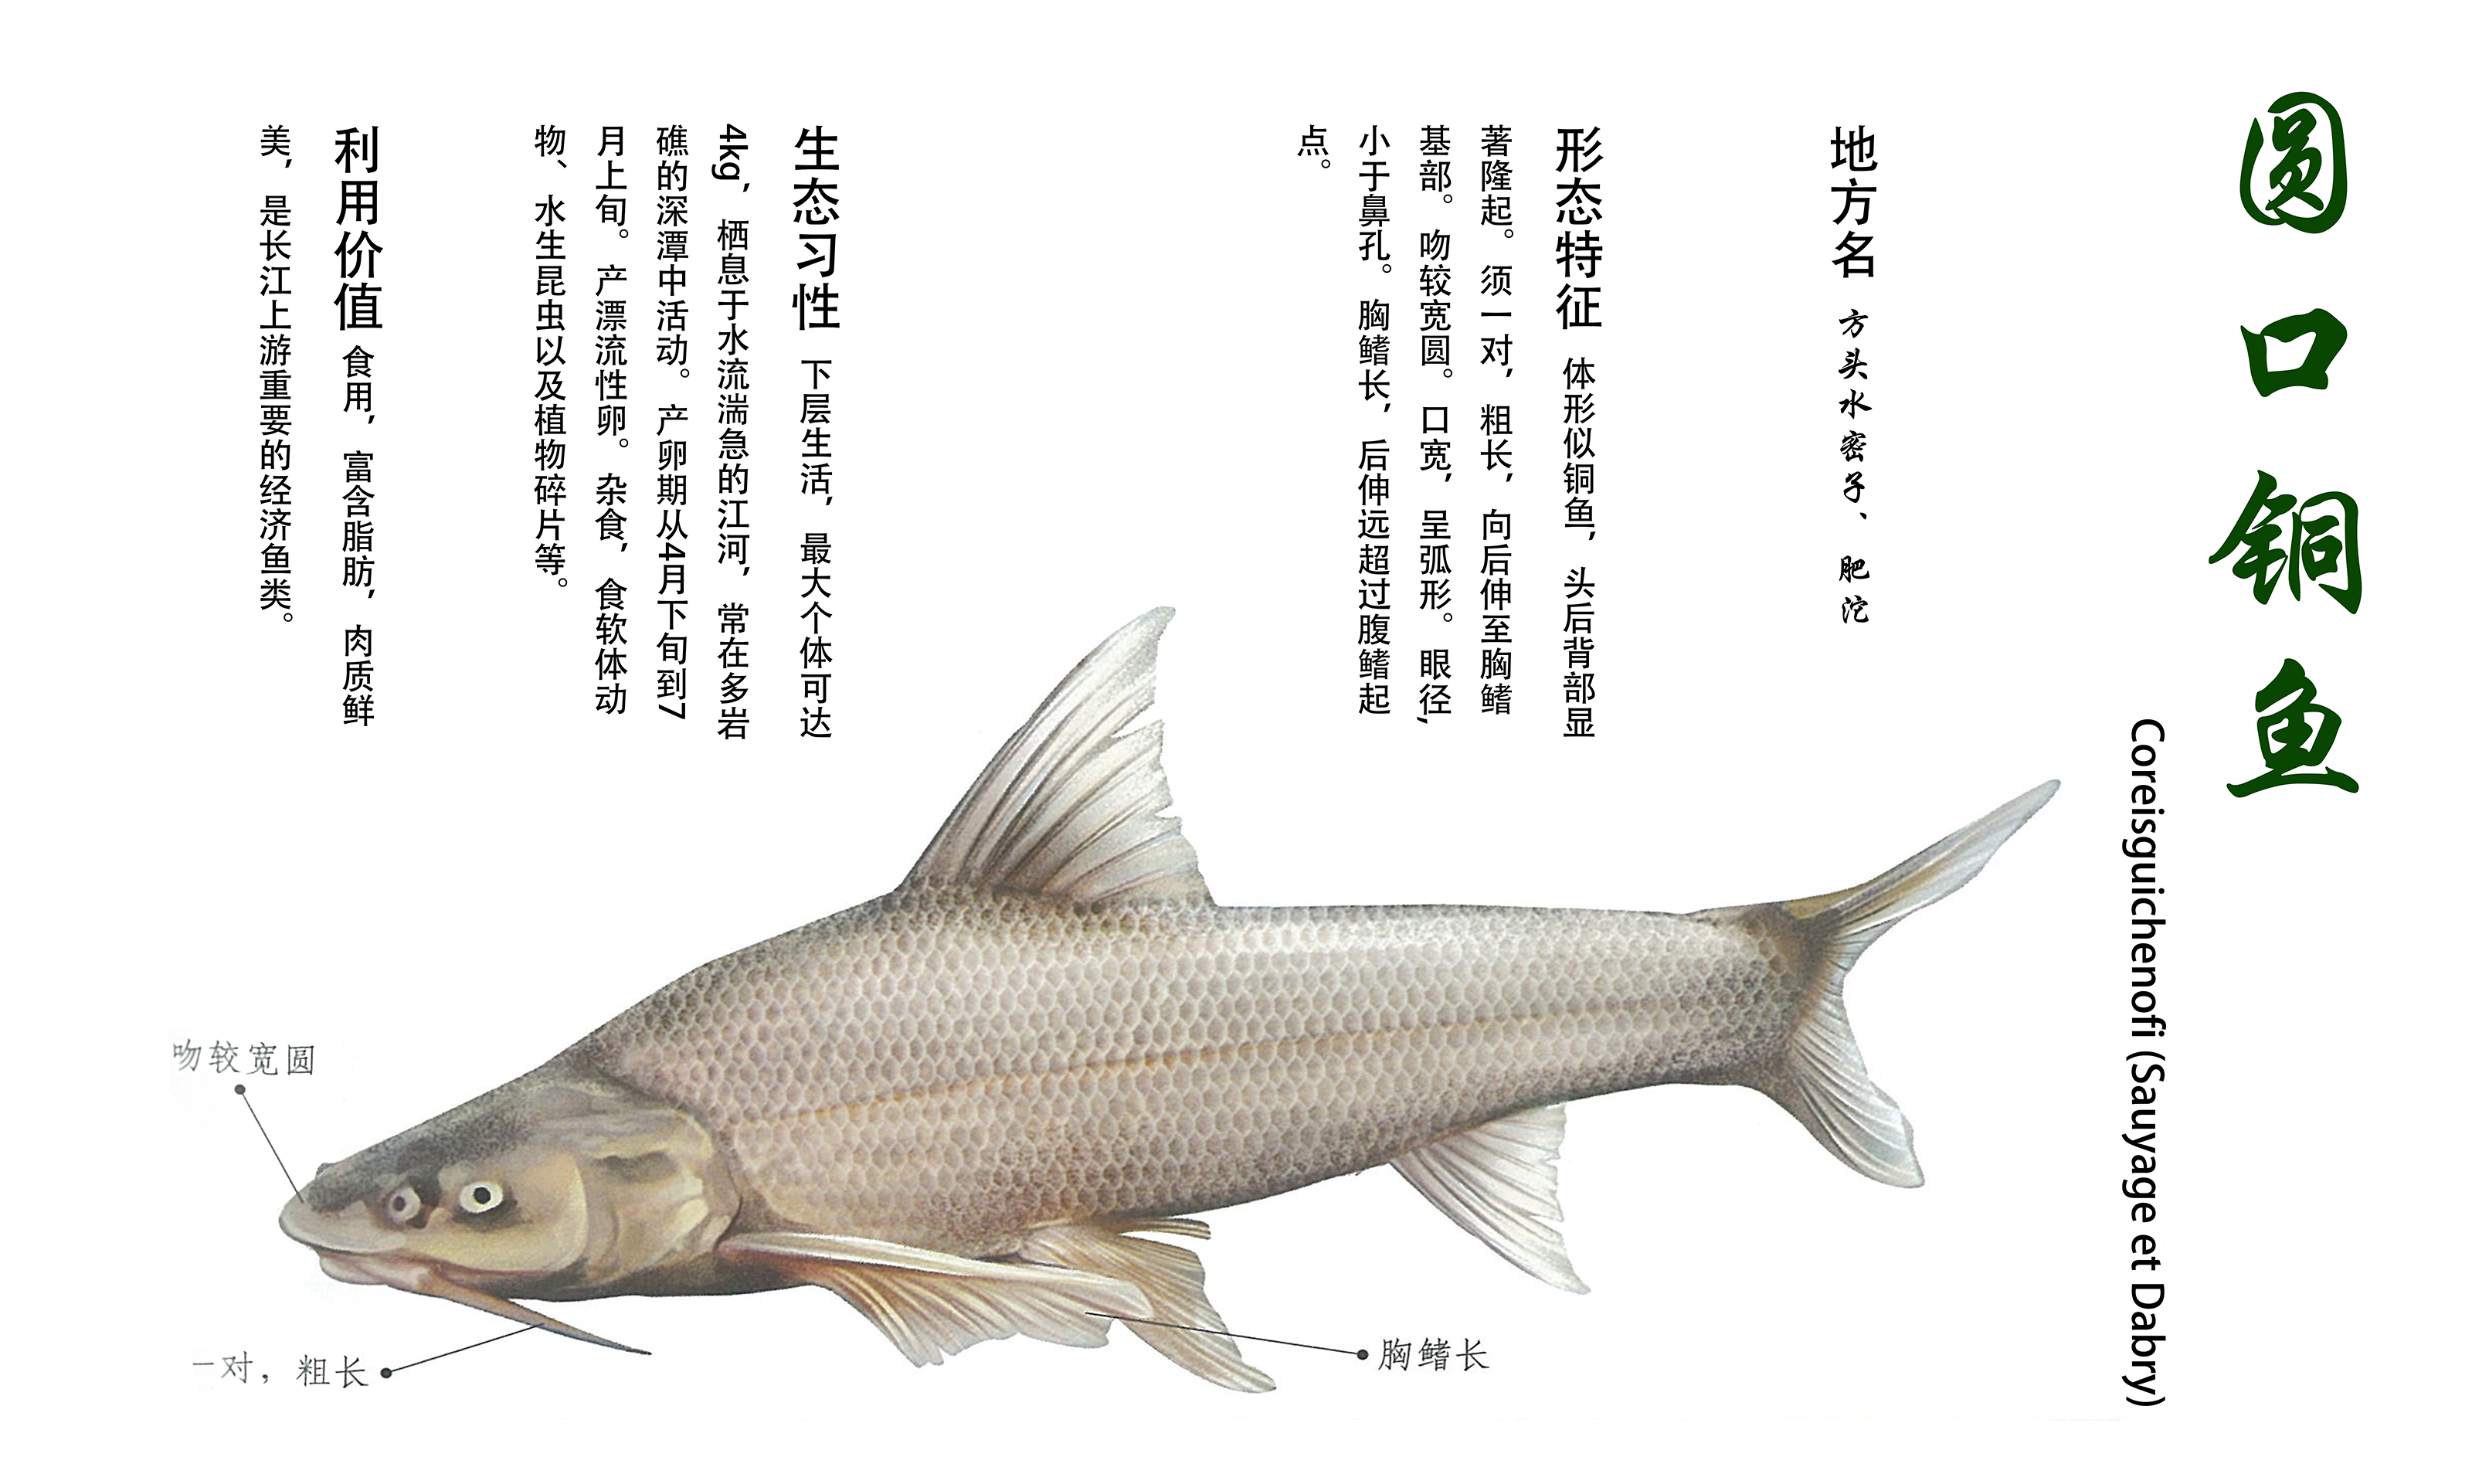 圆口铜鱼
Coreisguichenofi (Sauyage et Dabry)
地方名 方头水密子、肥沱
形态特征 体形似铜鱼，头后背部显
著隆起。须一对，粗长，向后伸至胸鳍
基部。吻较宽圆。口宽，呈弧形。眼径，
小于鼻孔。胸鳍长，后伸远超过腹鳍起
点。
生态习性 下层生活，最大个体可达
4kg，栖息于水流湍急的江河，常在多岩
礁的深潭中活动。产卵期从4月下旬到7
月上旬。产漂流性卵。杂食，食软体动
物、水生昆虫以及植物碎片等。
利用价值 食用，富含脂肪，肉质鲜
美，是长江上游重要的经济鱼类。
吻较宽圆
一对，粗长
胸鳍长